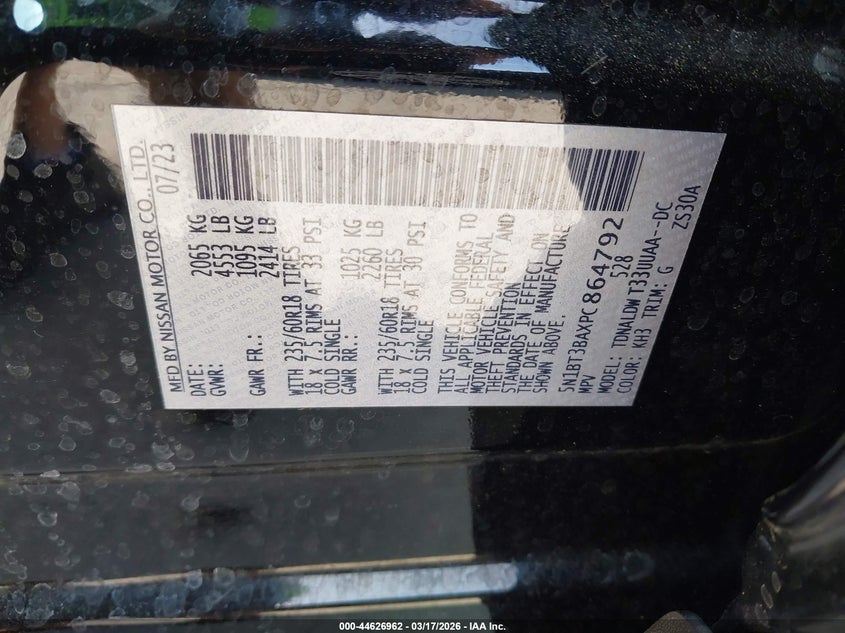 MFD BY NISSAN MOTOR CO., LTD.
DATE: 07/23
GVWR: 2065 KG
4553 LB
GAWR FR.: 1095 KG
2414 LB
WITH 235/60R18 TIRES
18 X 7.5 RIMS AT 33 PSI
COLD SINGLE
GAWR RR.: 1025 KG
2260 LB
WITH 235/60R18 TIRES
18 X 7.5 RIMS AT 30 PSI
COLD SINGLE
THIS VEHICLE CONFORMS TO
ALL APPLICABLE FEDERAL
MOTOR VEHICLE SAFETY AND
THEFT PREVENTION
STANDARDS IN EFFECT ON
THE DATE OF MANUFACTURE
SHOWN ABOVE.
5N1BT3BAXPC864792
MPV 528
MODEL: TDNALDW T33UUAA--DC
COLOR: KH3 TRIM: G ZS30A
000-44626962 - 03/17/2026 - IAA Inc.